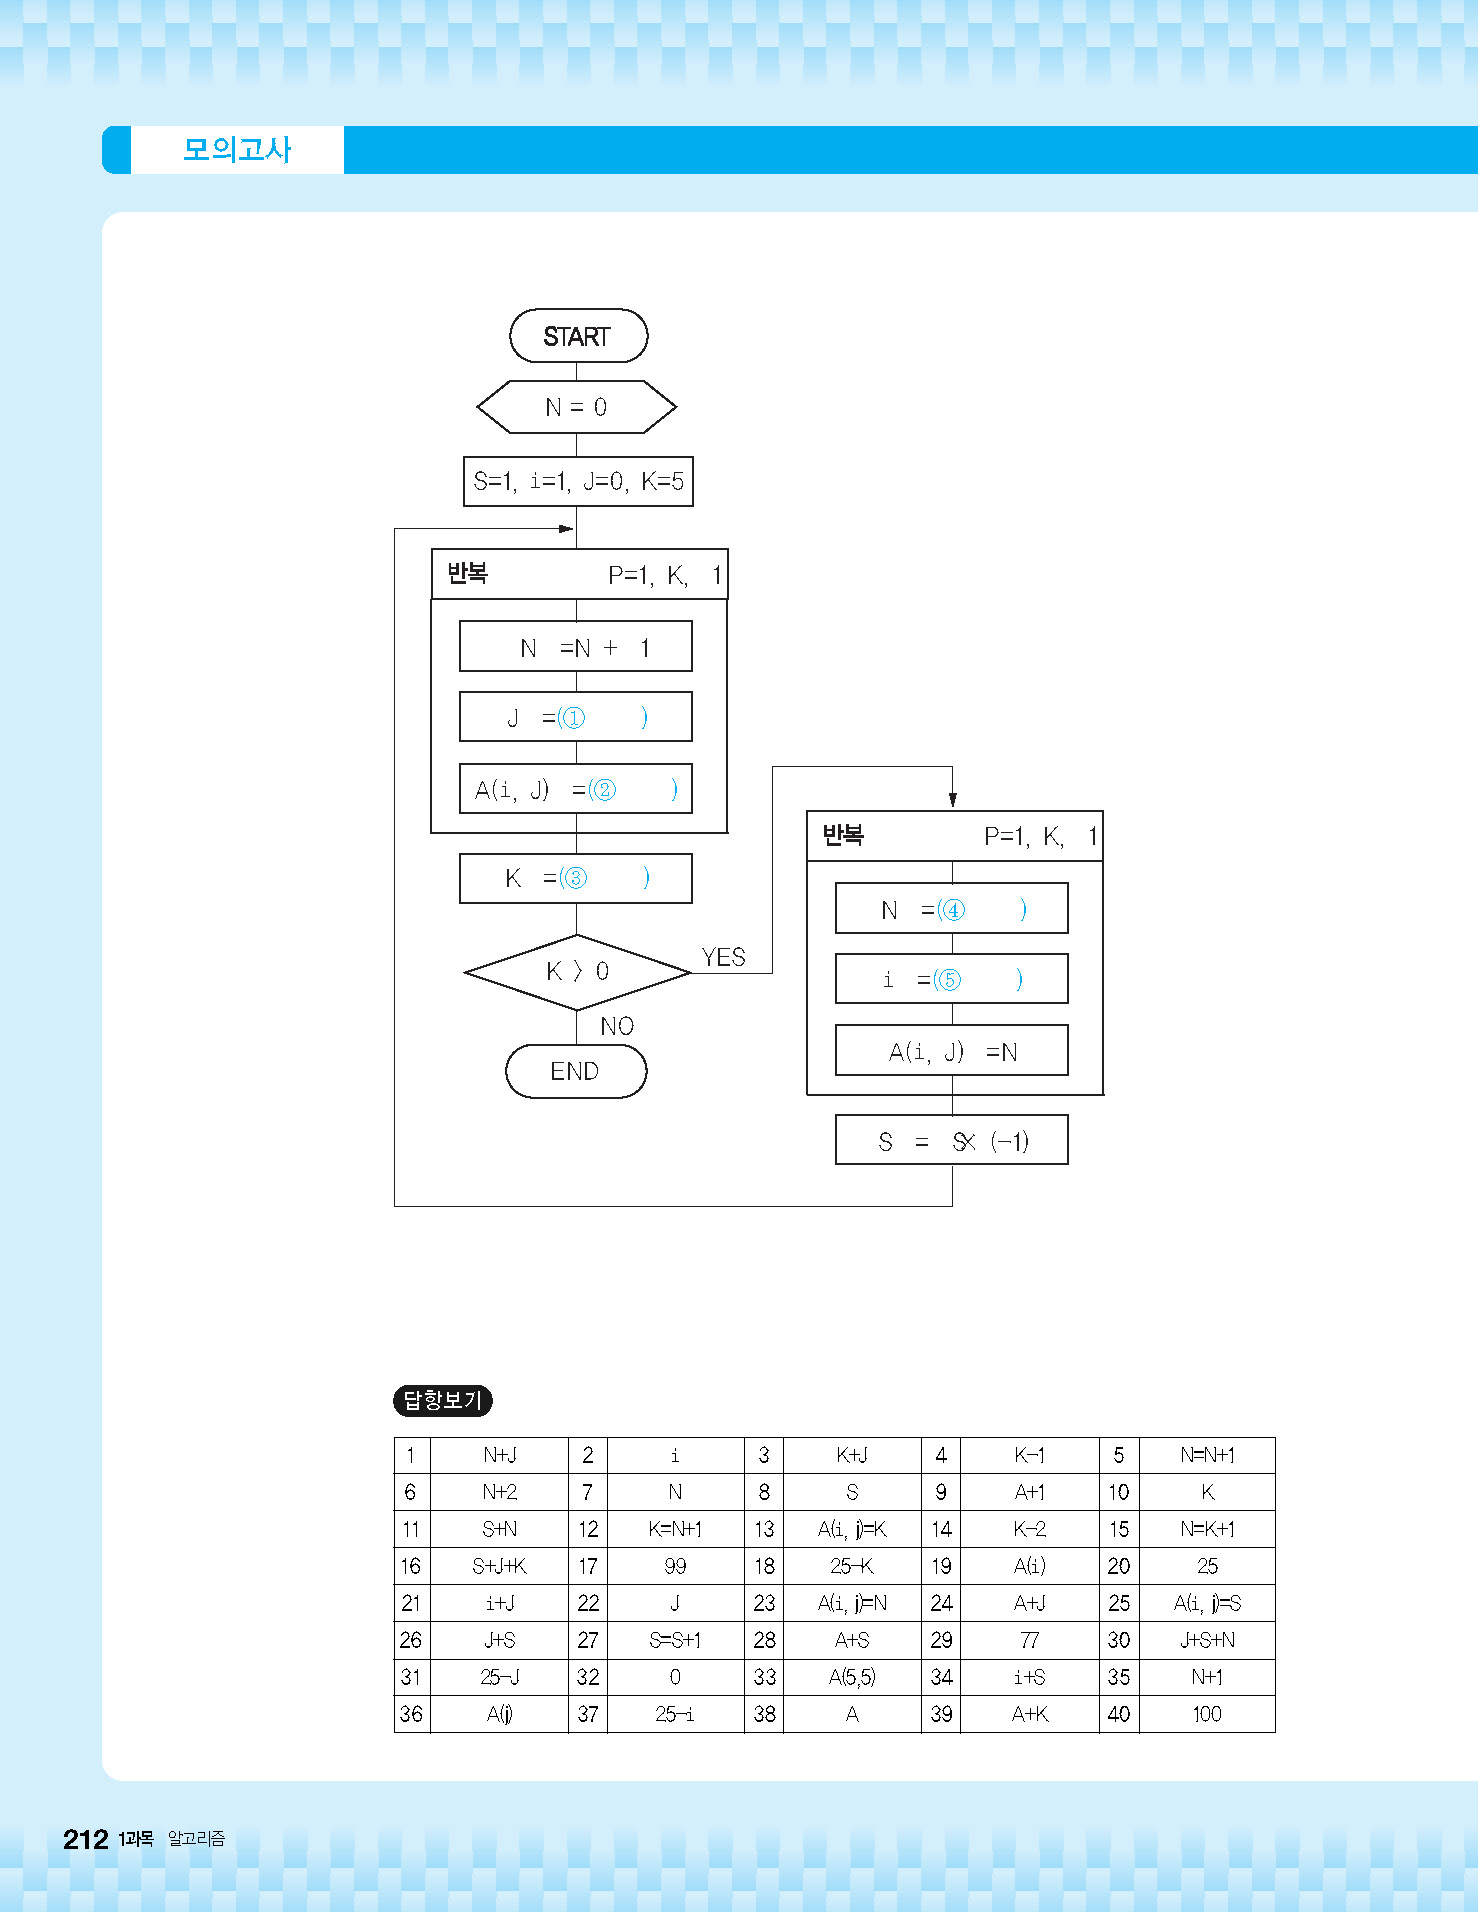 모의고사
START
N = 0
S=1, i=1, J=0, K=5
반복 P=1, K, 1
N =N + 1
J =(① )
A(i, J) =(② )
K =(③ )
K > 0
YES
NO
END
반복 P=1, K, 1
N =(④ )
i =(⑤ )
A(i, J) =N
S = S× (-1)
답항보기
1 N+J 2 i 3 K+J 4 K-1 5 N=N+1
6 N+2 7 N 8 S 9 A+1 10 K
11 S+N 12 K=N+1 13 A(i, j)=K 14 K-2 15 N=K+1
16 S+J+K 17 99 18 25-K 19 A(i) 20 25
21 i+J 22 J 23 A(i, j)=N 24 A+J 25 A(i, j)=S
26 J+S 27 S=S+1 28 A+S 29 77 30 J+S+N
31 25-J 32 0 33 A(5,5) 34 i+S 35 N+1
36 A(j) 37 25-i 38 A 39 A+K 40 100
212 1과목 알고리즘